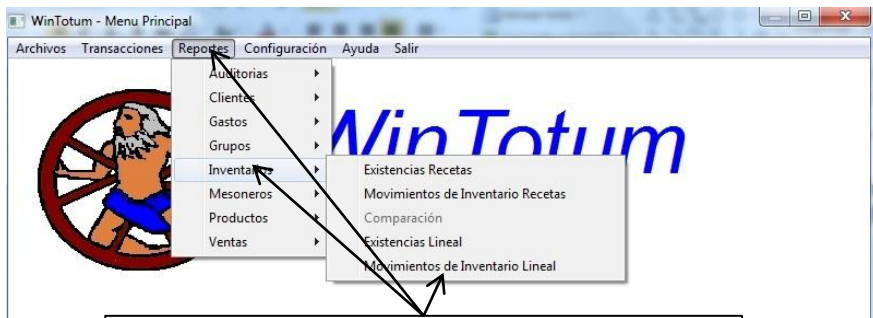 WinTotum - Menu Principal
Archivos Transacciones Reportes Configuración Ayuda Salir
Auditorias
Clientes
Gastos
Grupos
Inventarios
Mesoneros
Productos
Ventas
WinTotum
Existencias Recetas
Movimientos de Inventario Recetas
Comparación
Existencias Lineal
Movimientos de Inventario Lineal